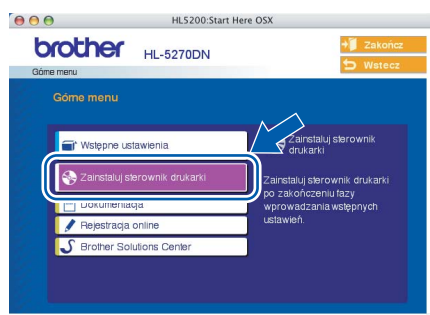 HL5200:Start Here OSX
brother
HL-5270DN
Zakończ
Wstecz
Górne menu
Górne menu
Wstępne ustawienia
Zainstaluj sterownik drukarki
Dokumentacja
Rejestracja online
Brother Solutions Center
Zainstaluj sterownik
drukarki
Zainstaluj sterownik drukarki
po zakończeniu fazy
wprowadzania wstępnych
ustawień.